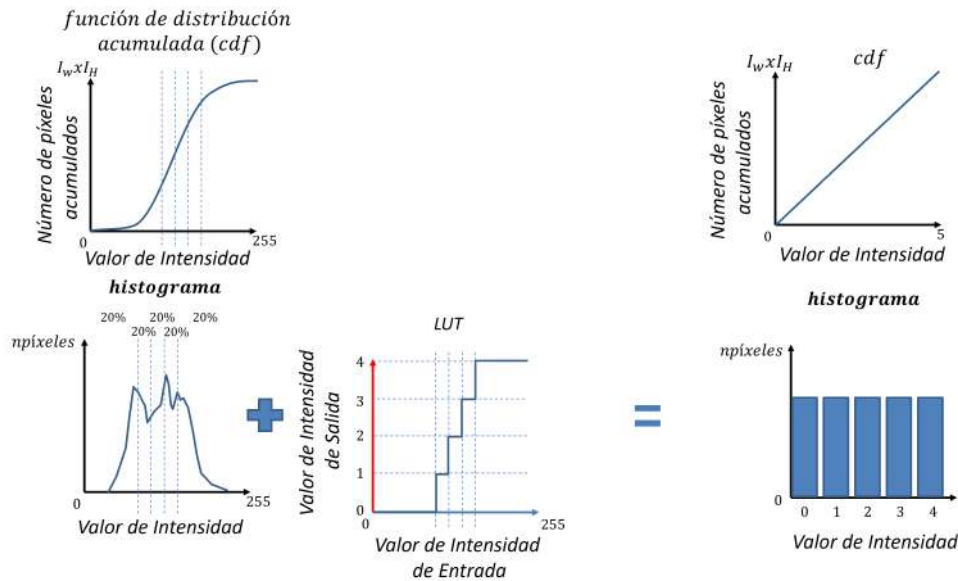 función de distribución
acumulada (cdf)
I_w x I_H
Número de píxeles
acumulados
0
255
Valor de Intensidad
histograma
20%
20%
20%
20%
20%
npíxeles
0
255
Valor de Intensidad
LUT
4
3
2
1
0
Valor de Intensidad
de Salida
0
255
Valor de Intensidad
de Entrada
I_w x I_H
cdf
Número de píxeles
acumulados
0
5
Valor de Intensidad
histograma
npíxeles
0
0 1 2 3 4
Valor de Intensidad